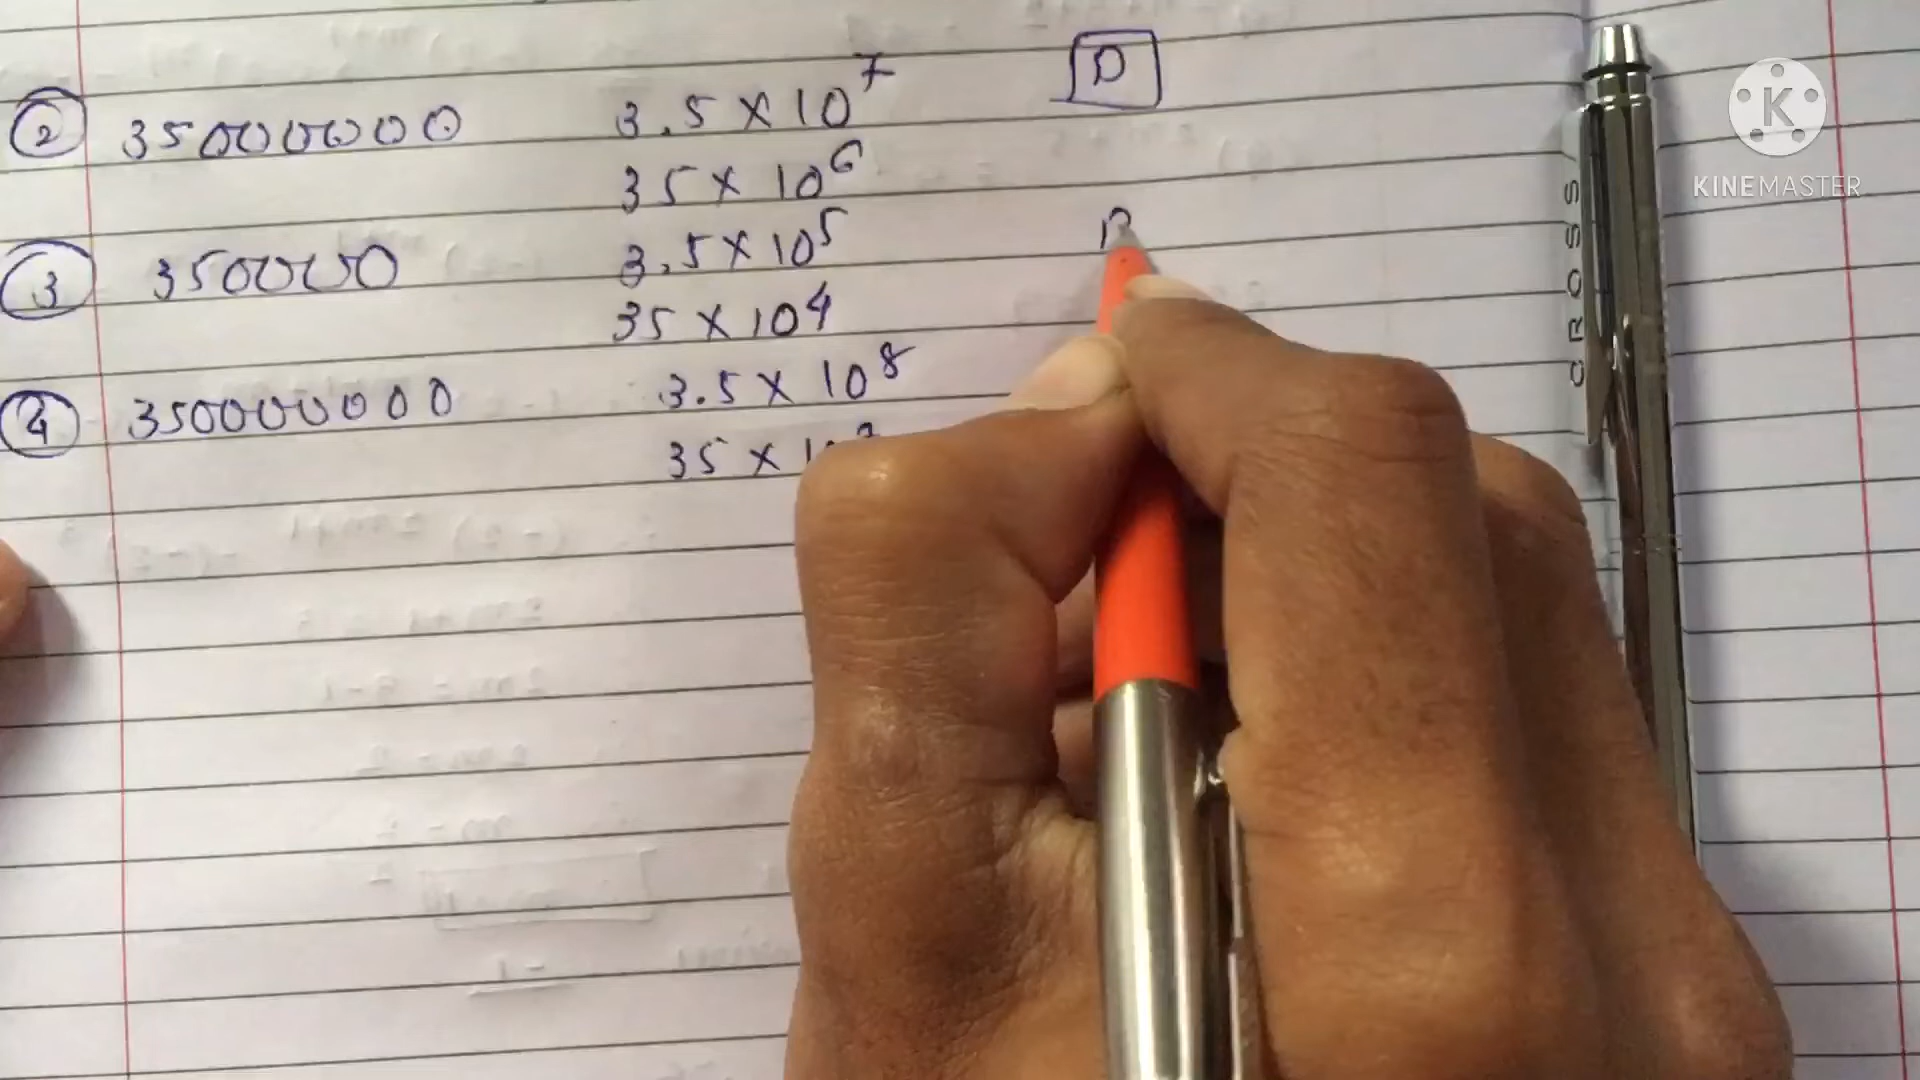 ② 35000000 3.5 × 10⁷ D
35 × 10⁶
③ 350000 3.5 × 10⁵
35 × 10⁴
④ 350000000 3.5 × 10⁸
35 ×
K
KINEMASTER
CROSS